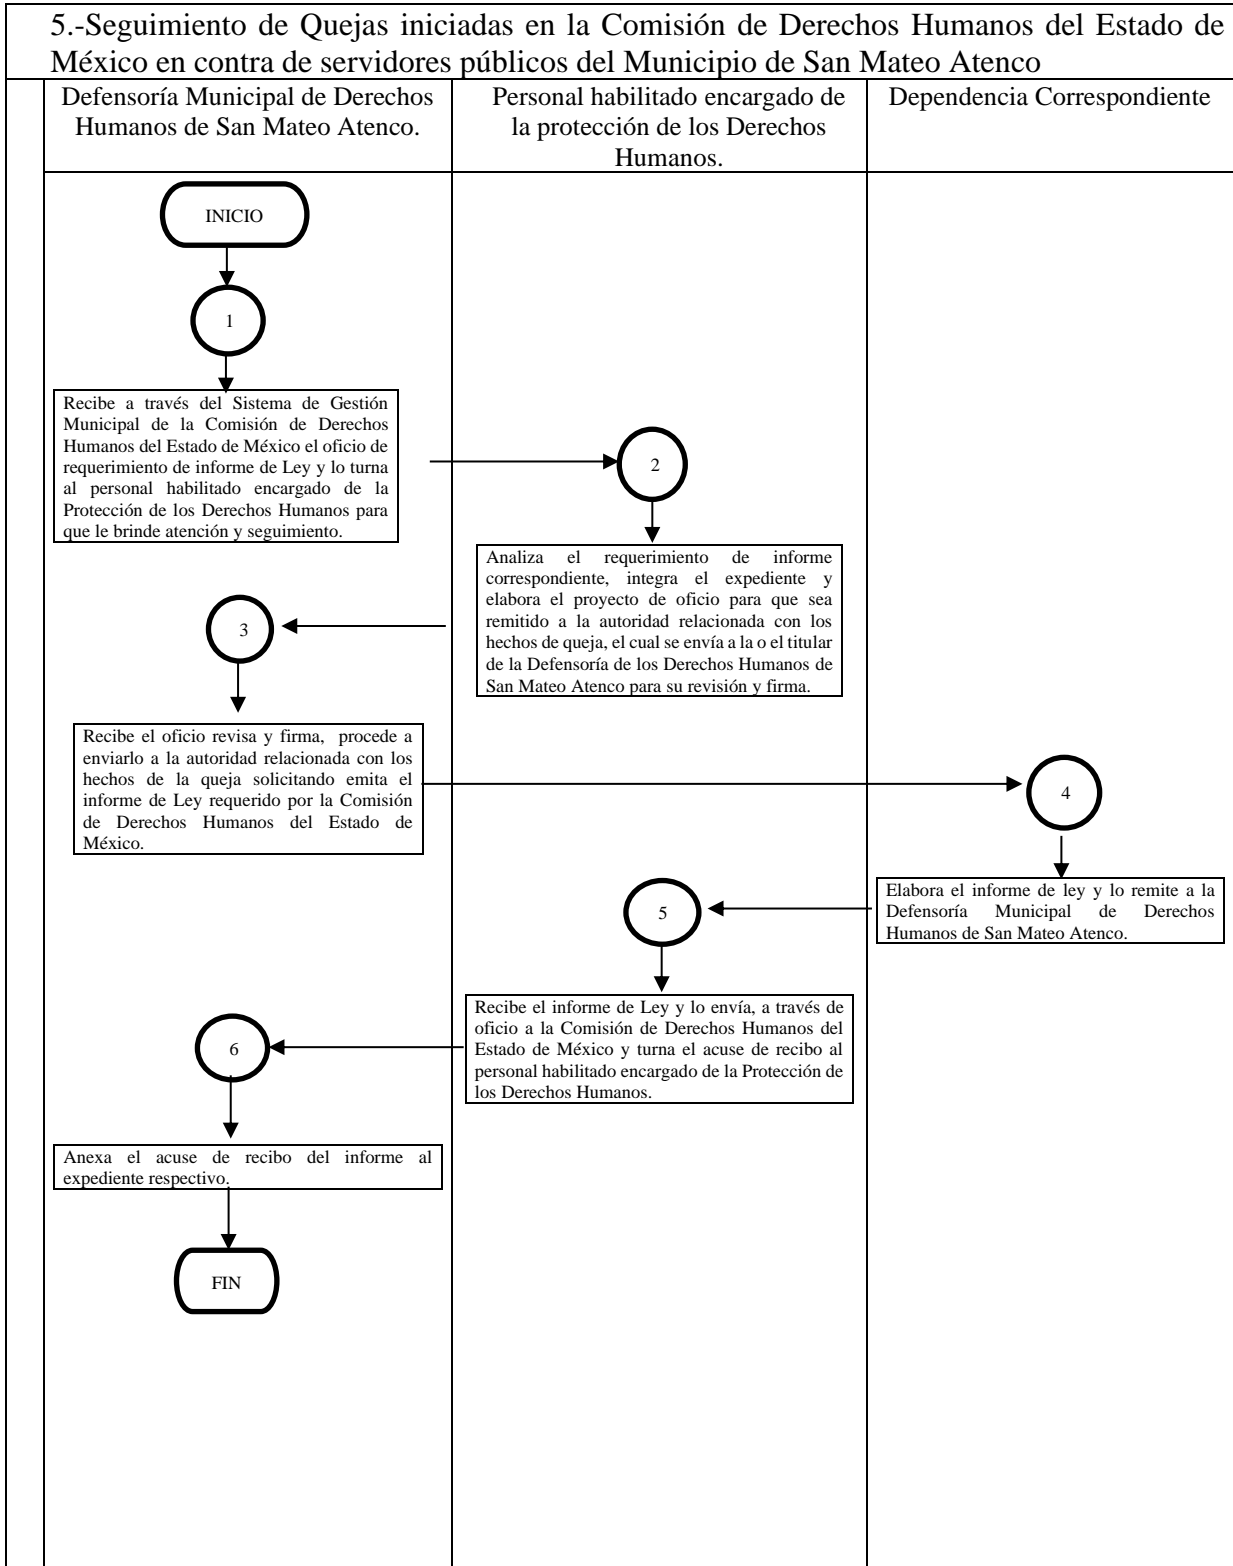 5.-Seguimiento de Quejas iniciadas en la Comisión de Derechos Humanos del Estado de
México en contra de servidores públicos del Municipio de San Mateo Atenco
Defensoría Municipal de Derechos
Humanos de San Mateo Atenco.
Personal habilitado encargado de
la protección de los Derechos
Humanos.
Dependencia Correspondiente
INICIO
1
Recibe a través del Sistema de Gestión
Municipal de la Comisión de Derechos
Humanos del Estado de México el oficio de
requerimiento de informe de Ley y lo turna
al personal habilitado encargado de la
Protección de los Derechos Humanos para
que le brinde atención y seguimiento.
2
Analiza el requerimiento de informe
correspondiente, integra el expediente y
elabora el proyecto de oficio para que sea
remitido a la autoridad relacionada con los
hechos de queja, el cual se envía a la o el titular
de la Defensoría de los Derechos Humanos de
San Mateo Atenco para su revisión y firma.
3
Recibe el oficio revisa y firma, procede a
enviarlo a la autoridad relacionada con los
hechos de la queja solicitando emita el
informe de Ley requerido por la Comisión
de Derechos Humanos del Estado de
México.
4
Elabora el informe de ley y lo remite a la
Defensoría Municipal de Derechos
Humanos de San Mateo Atenco.
5
Recibe el informe de Ley y lo envía, a través de
oficio a la Comisión de Derechos Humanos del
Estado de México y turna el acuse de recibo al
personal habilitado encargado de la Protección de
los Derechos Humanos.
6
Anexa el acuse de recibo del informe al
expediente respectivo.
FIN